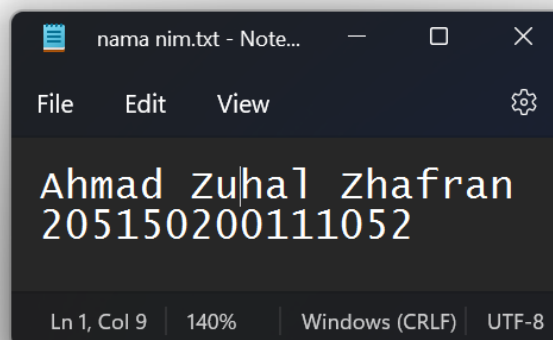 nama nim.txt - Note...
File Edit View
Ahmad Zuhal Zhafran
205150200111052
Ln 1, Col 9 140% Windows (CRLF) UTF-8